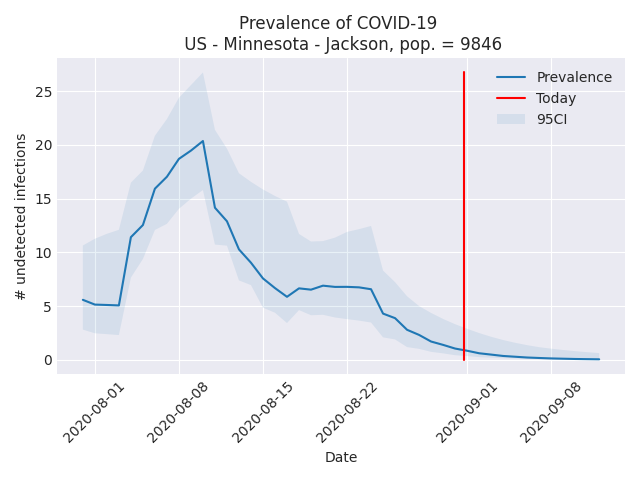 Prevalence of COVID-19
US - Minnesota - Jackson, pop. = 9846
Prevalence
Today
95CI
# undetected infections
25
20
15
10
5
0
2020-08-01
2020-08-08
2020-08-15
2020-08-22
2020-09-01
2020-09-08
Date